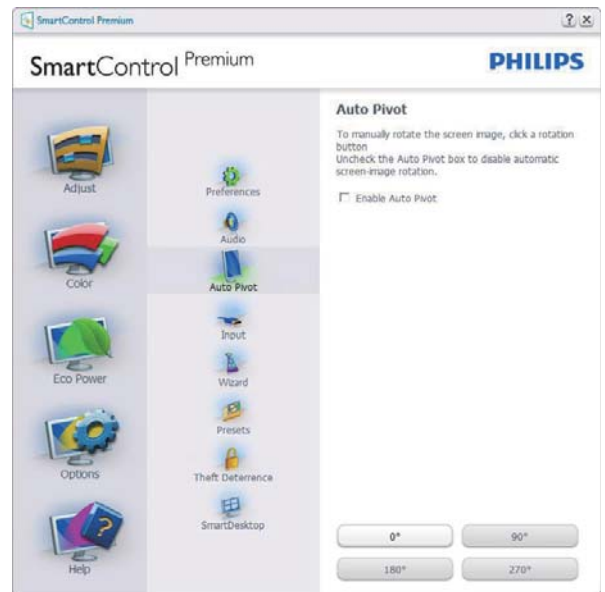 SmartControl Premium
? x
SmartControl Premium
PHILIPS
Adjust
Color
Eco Power
Options
Help
Preferences
Audio
Auto Pivot
Input
Wizard
Presets
Theft Deterrence
SmartDesktop
Auto Pivot
To manually rotate the screen image, click a rotation
button
Uncheck the Auto Pivot box to disable automatic
screen-image rotation.
Enable Auto Pivot
0°
90°
180°
270°